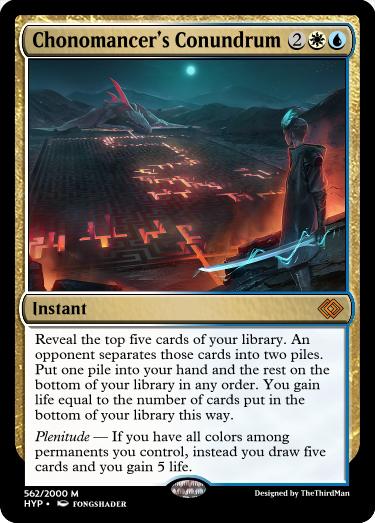 Chonomancer's Conundrum 2
Instant
Reveal the top five cards of your library. An
opponent separates those cards into two piles.
Put one pile into your hand and the rest on the
bottom of your library in any order. You gain
life equal to the number of cards put in the
bottom of your library this way.
Plenitude — If you have all colors among
permanents you control, instead you draw five
cards and you gain 5 life.
562/2000 M
HYP • FONGSHADER
Designed by TheThirdMan